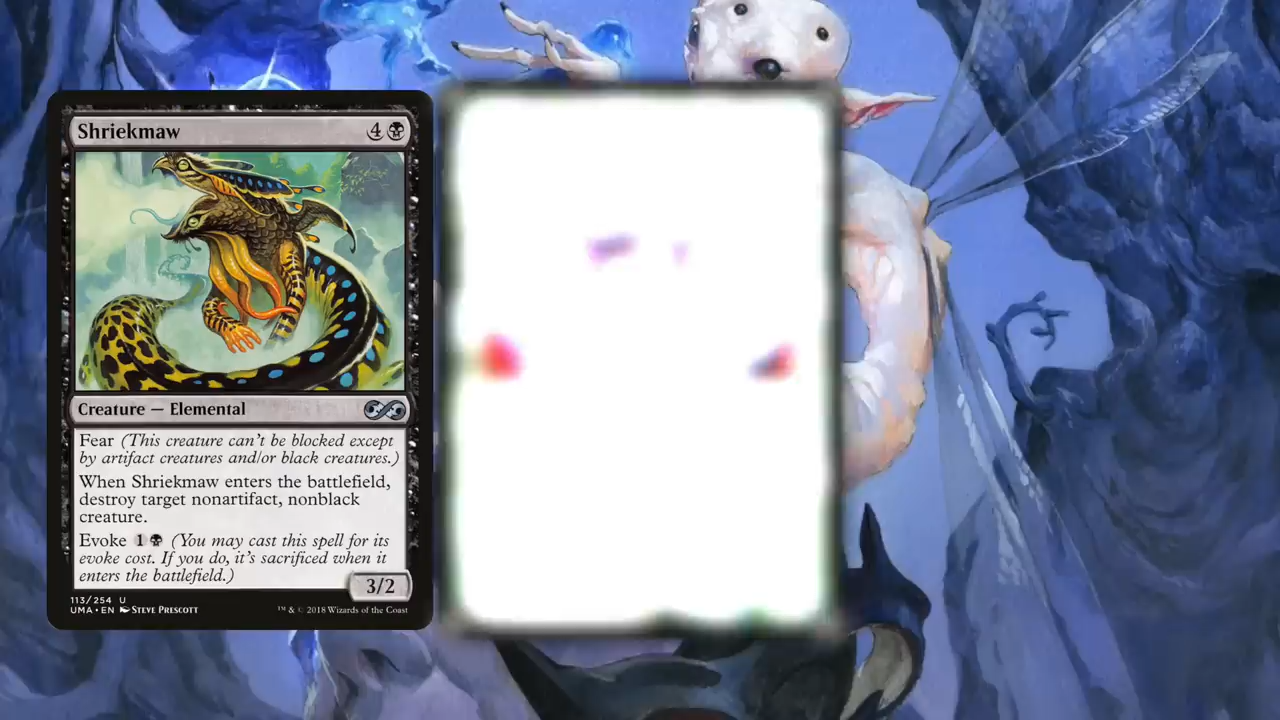 Shriekmaw 4
Creature — Elemental
Fear (This creature can't be blocked except
by artifact creatures and/or black creatures.)
When Shriekmaw enters the battlefield,
destroy target nonartifact, nonblack
creature.
Evoke 1 (You may cast this spell for its
evoke cost. If you do, it's sacrificed when it
enters the battlefield.)
3/2
113/254 U
UMA • EN Steve Prescott ™ & © 2018 Wizards of the Coast